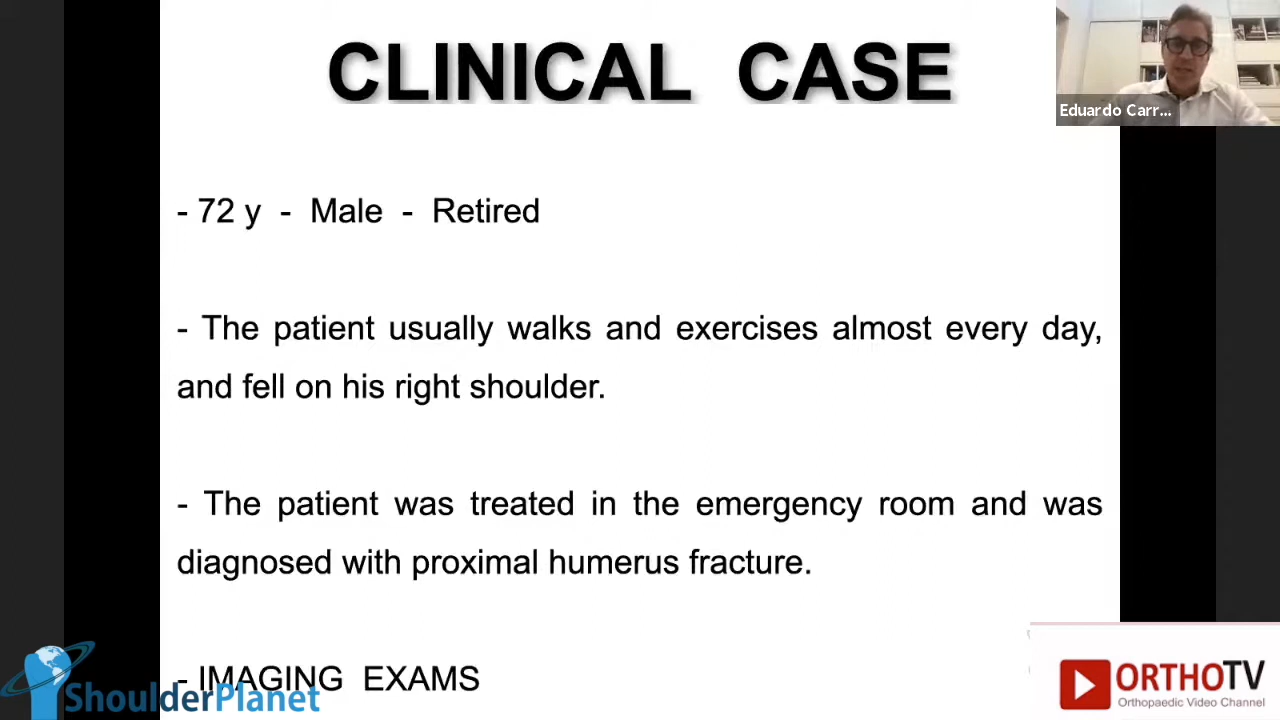 CLINICAL CASE
Eduardo Carr...
- 72 y - Male - Retired
- The patient usually walks and exercises almost every day,
and fell on his right shoulder.
- The patient was treated in the emergency room and was
diagnosed with proximal humerus fracture.
- IMAGING EXAMS
ShoulderPlanet
ORTHOTV
Orthopaedic Video Channel